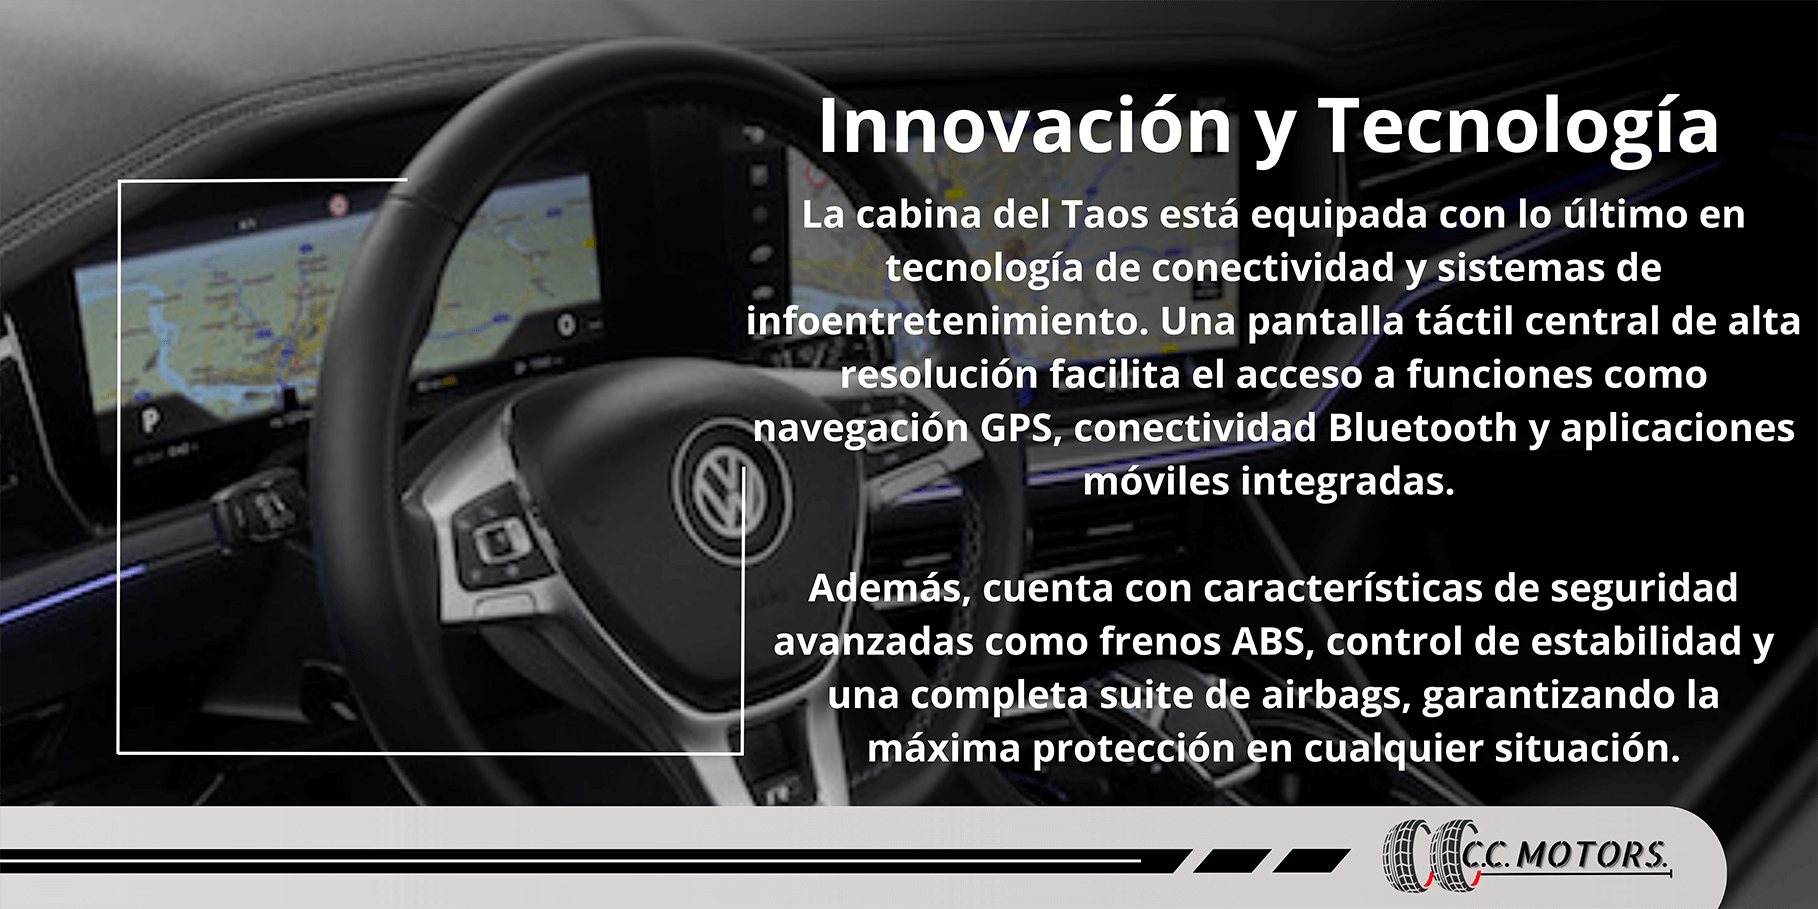 Innovación y Tecnología
La cabina del Taos está equipada con lo último en
tecnología de conectividad y sistemas de
infoentretenimiento. Una pantalla táctil central de alta
resolución facilita el acceso a funciones como
navegación GPS, conectividad Bluetooth y aplicaciones
móviles integradas.
Además, cuenta con características de seguridad
avanzadas como frenos ABS, control de estabilidad y
una completa suite de airbags, garantizando la
máxima protección en cualquier situación.
P
0
R
C.C. MOTORS.